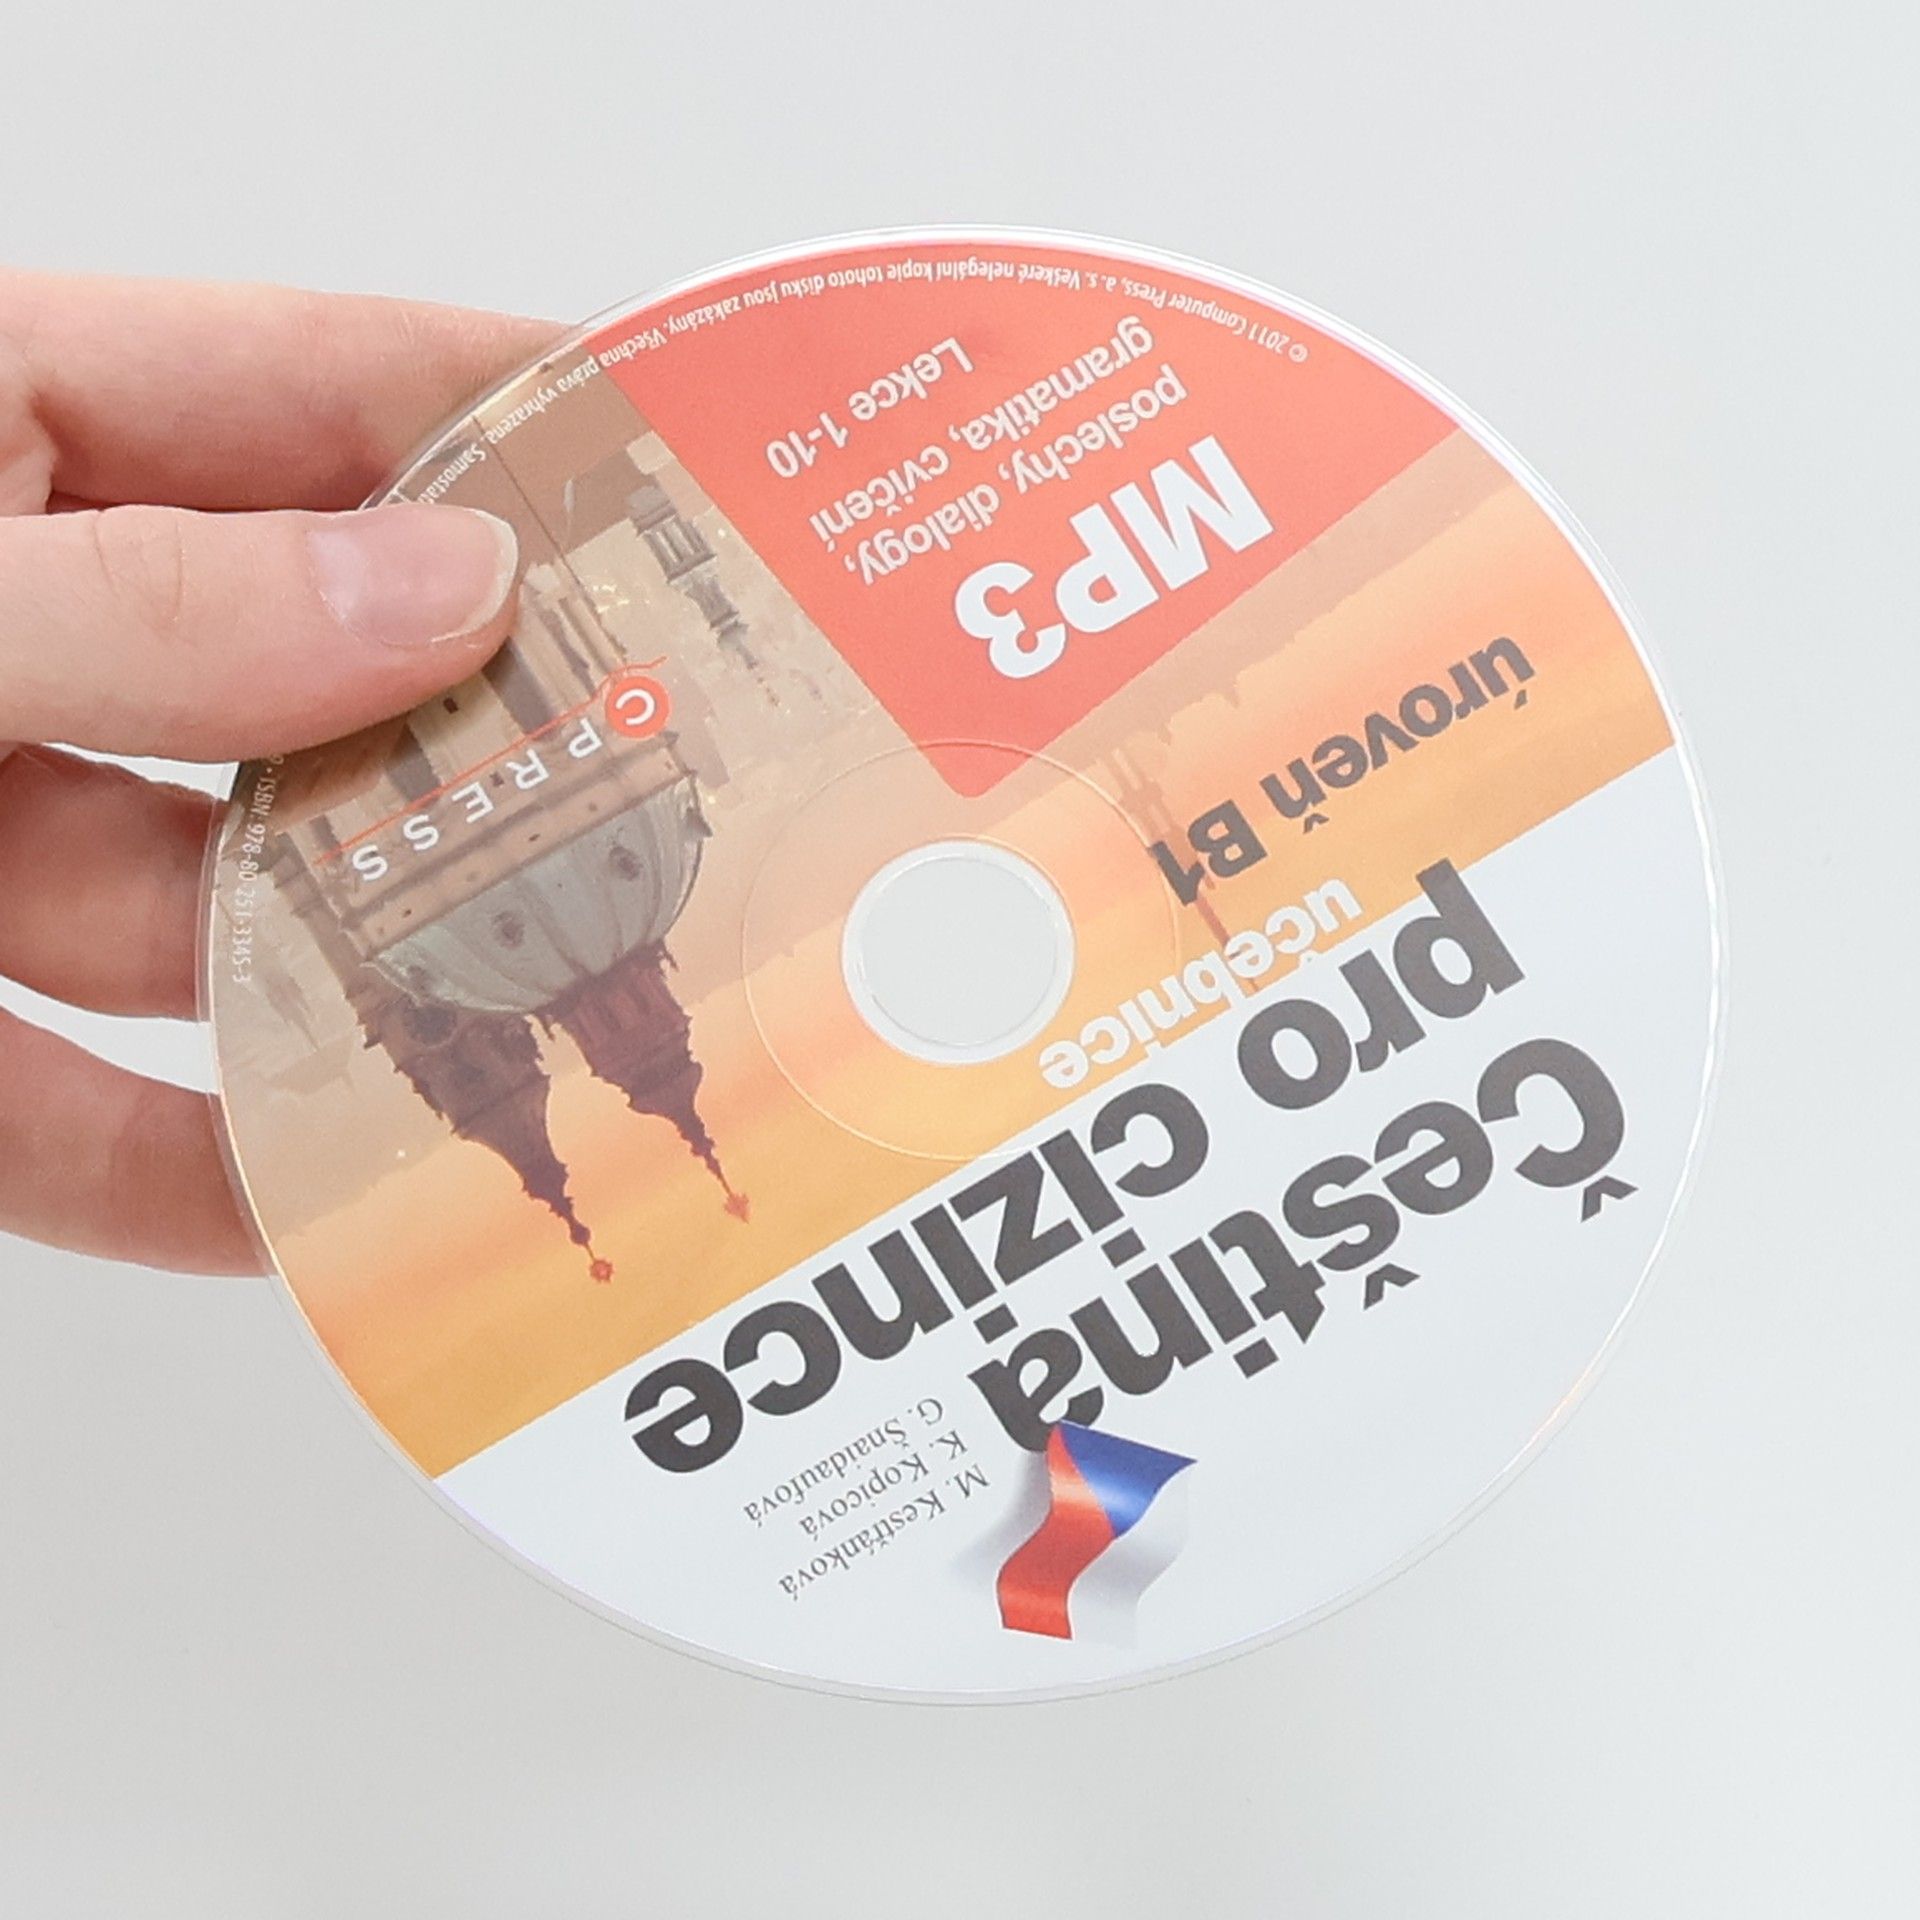 M. Kestřánková
K. Kopicová
G. Šnaidaufová
Čeština
pro cizince
učebnice
úroveň B1
MP3
poslechy, dialogy,
gramatika, cvičení
Lekce 1-10
C PRESS
© 2011 Computer Press, a. s. Veškeré nelegální kopie tohoto disku jsou zakázány. Všechna práva vyhrazena.
• ISBN: 978-80-251-3345-3